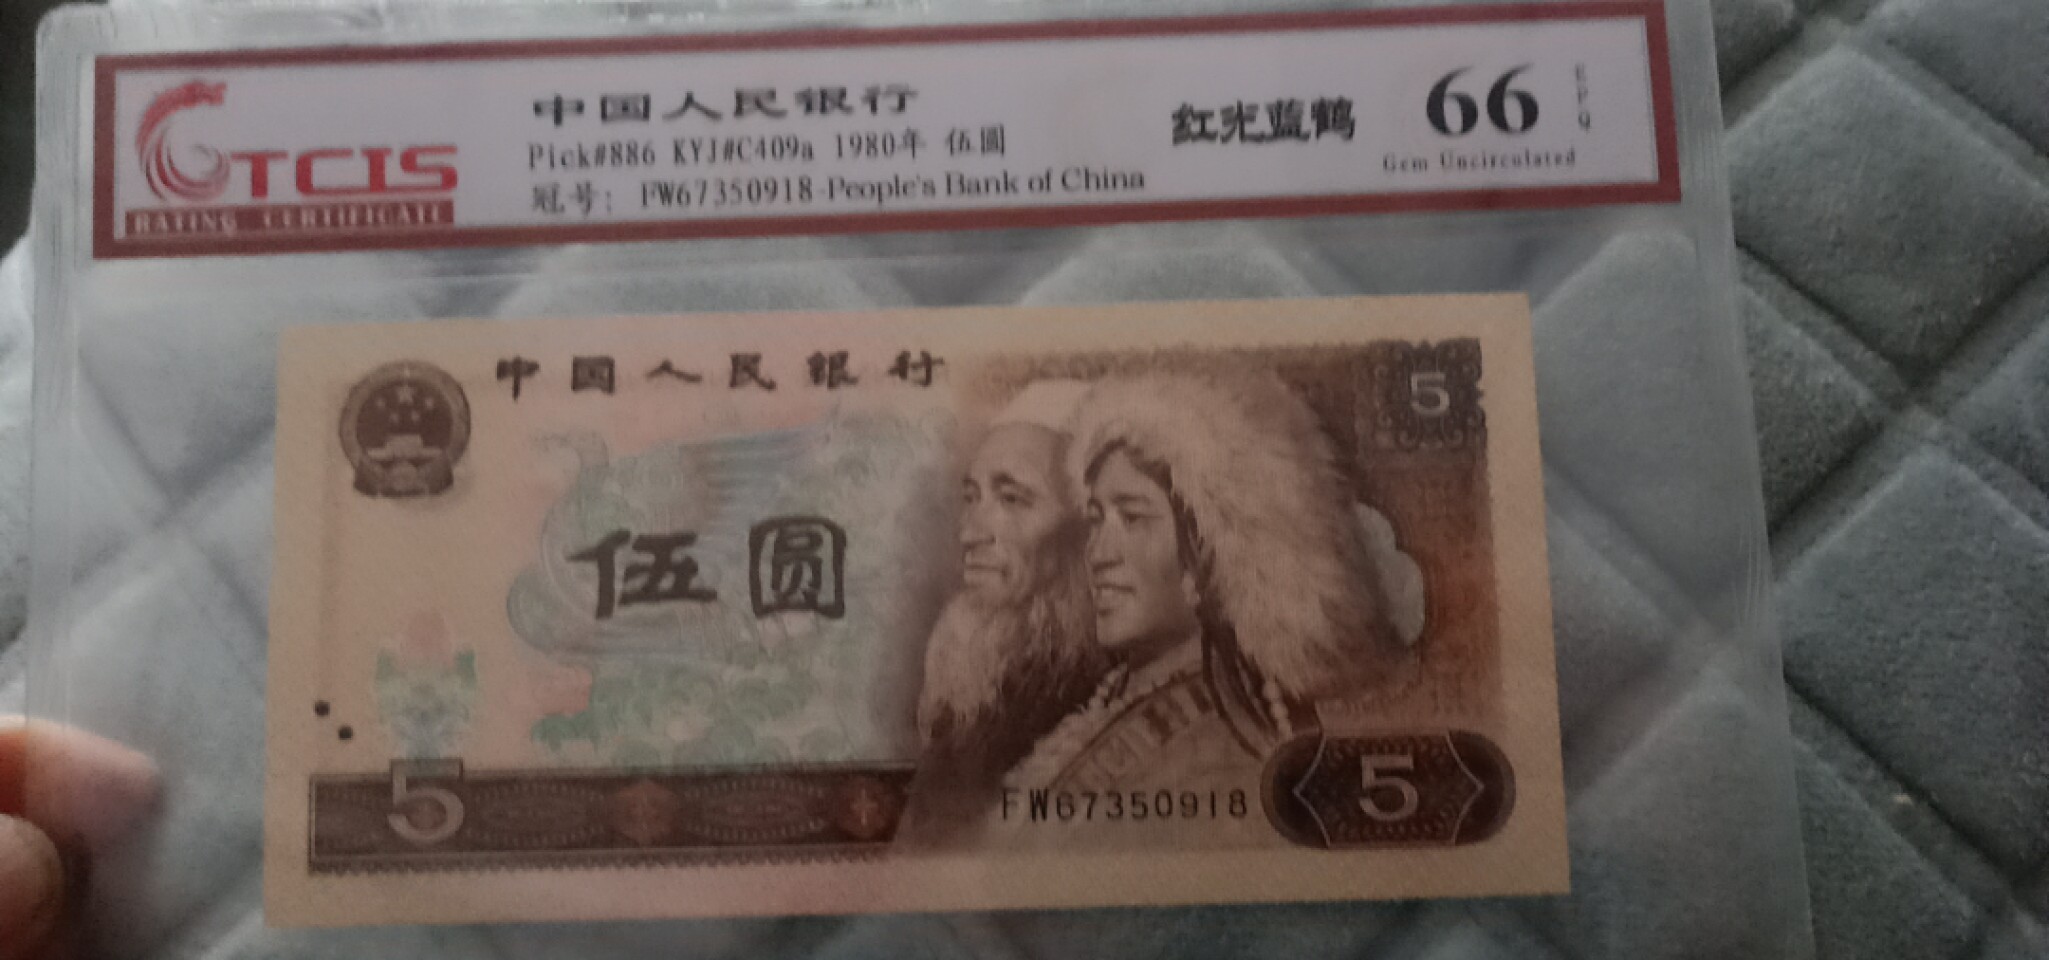 TCIS
RATING CERTIFICATE
中国人民银行
Pick#886 KYJ#C409a 1980年 伍圆
冠号: FW67350918-People's Bank of China
红光蓝鹤
66
EPQ
Gem Uncirculated
中国人民银行
5
伍圆
5
FW67350918
5